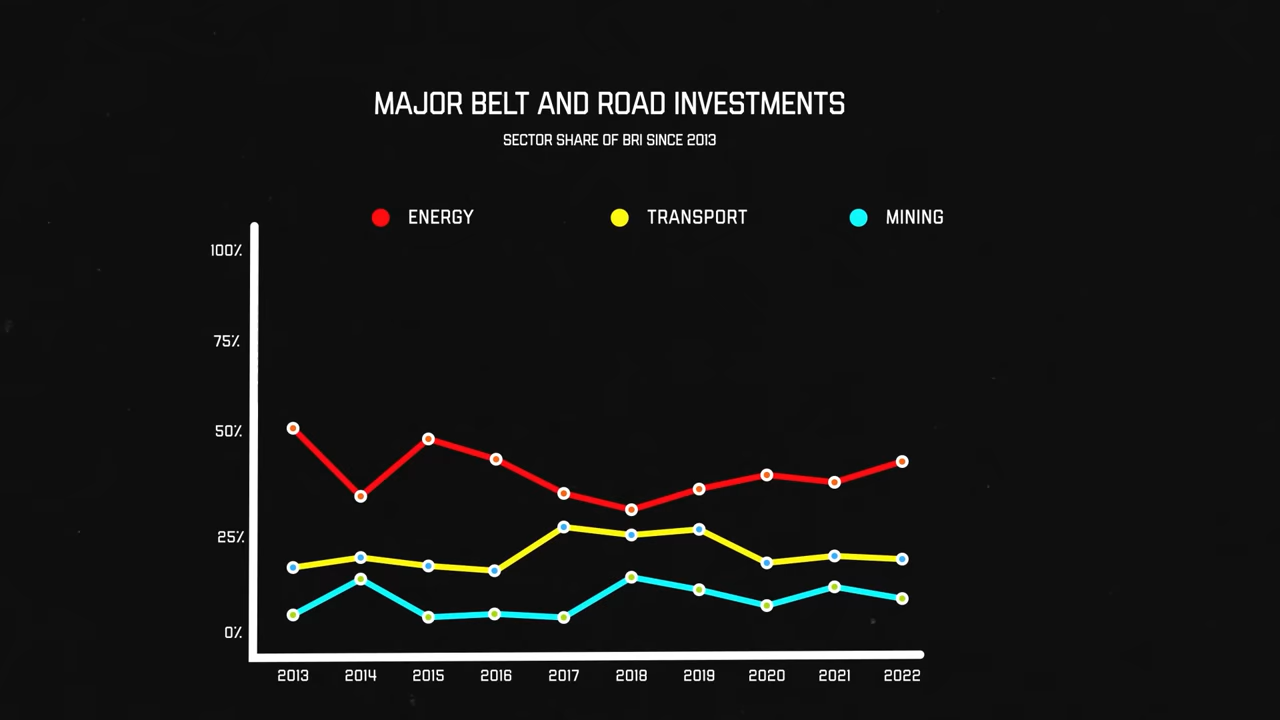 MAJOR BELT AND ROAD INVESTMENTS
SECTOR SHARE OF BRI SINCE 2013
ENERGY TRANSPORT MINING
100%
75%
50%
25%
0%
2013 2014 2015 2016 2017 2018 2019 2020 2021 2022